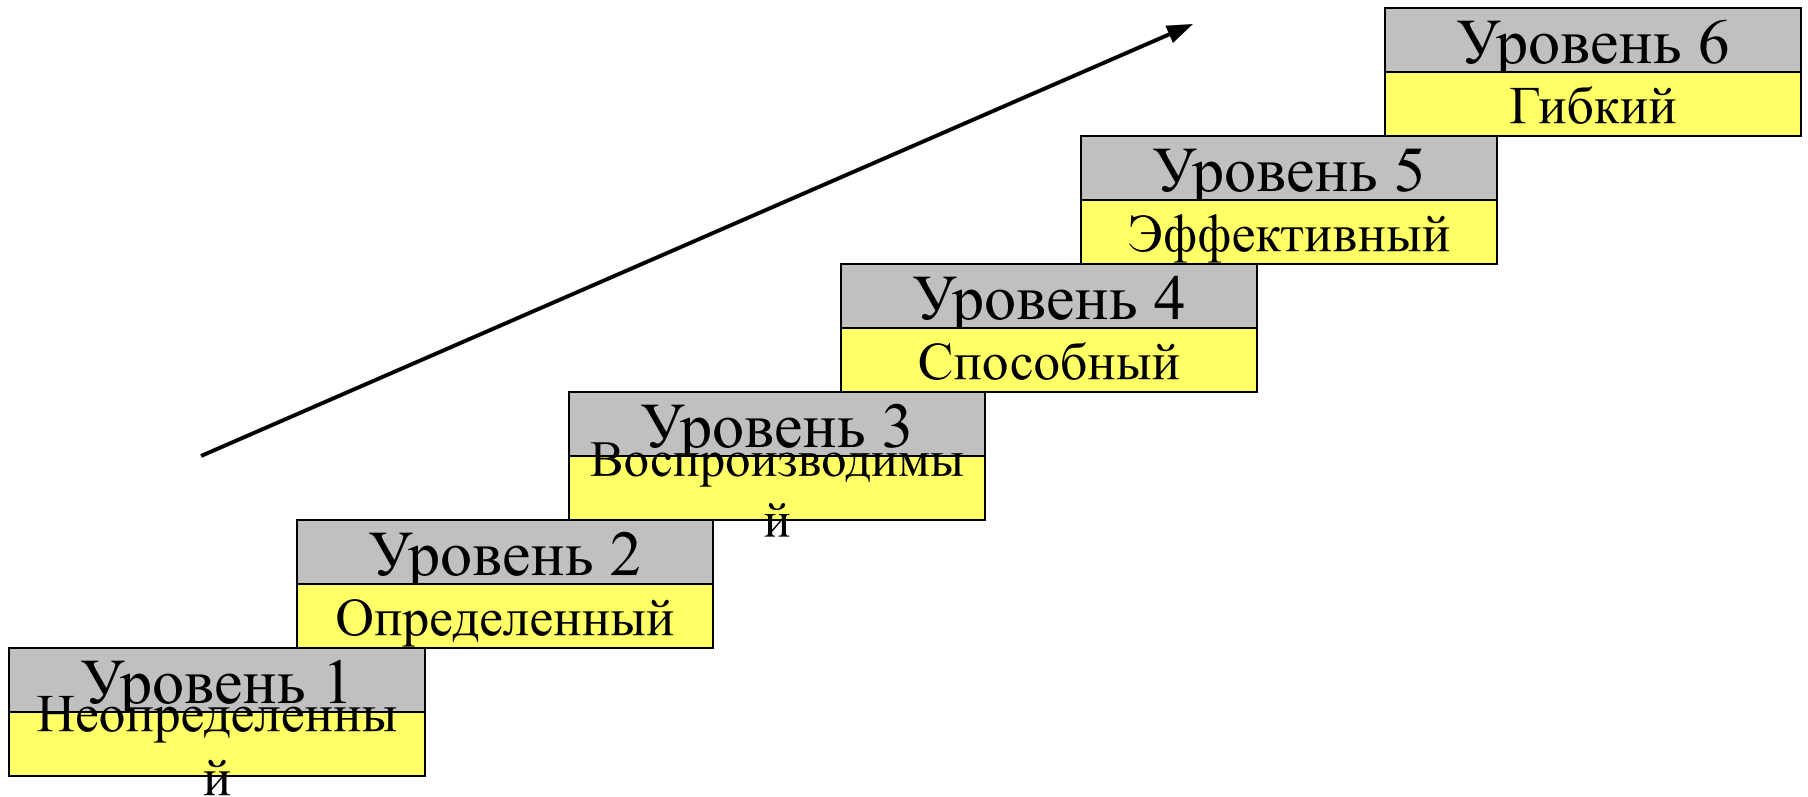 Уровень 6
Гибкий
Уровень 5
Эффективный
Уровень 4
Способный
Уровень 3
Воспроизводимы
й
Уровень 2
Определенный
Уровень 1
Неопределенны
й